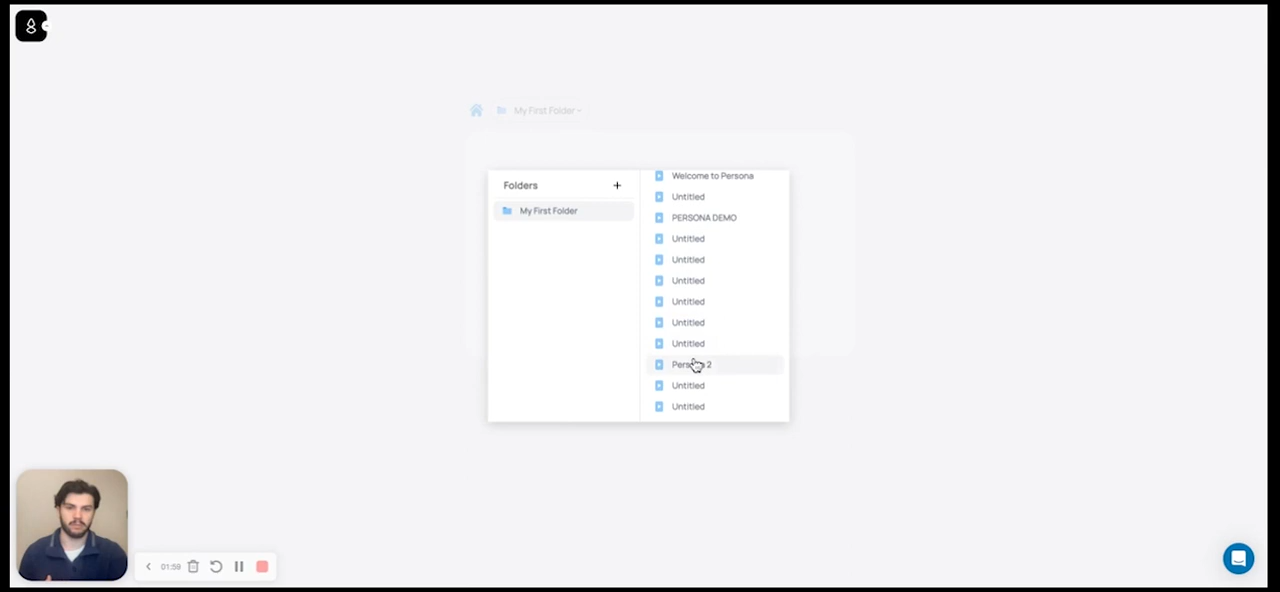 My First Folder
Folders
+
My First Folder
Welcome to Persona
Untitled
PERSONA DEMO
Untitled
Untitled
Untitled
Untitled
Untitled
Untitled
2
Untitled
Untitled
01:59